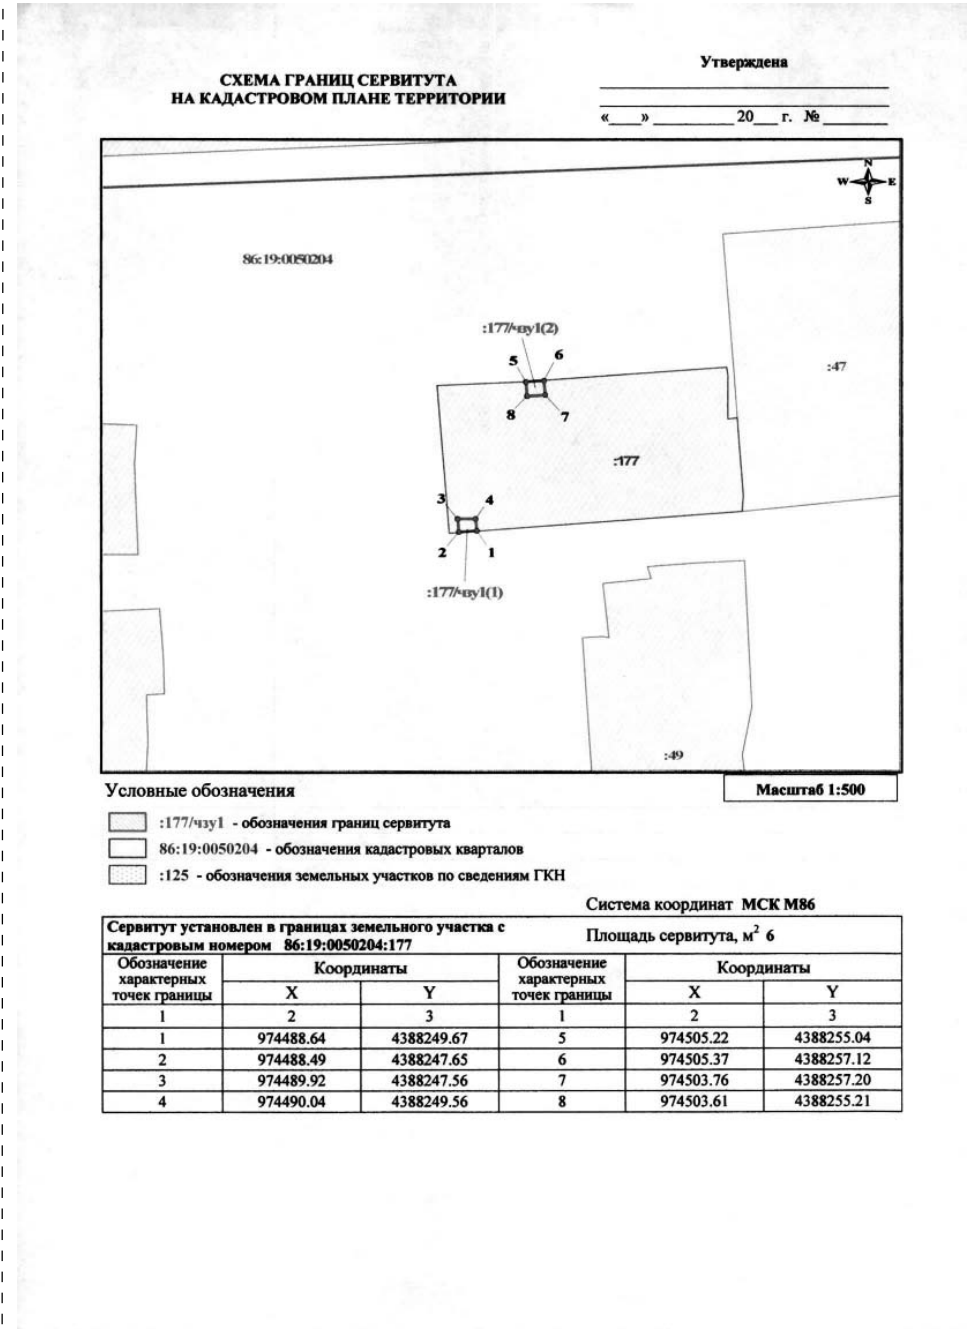 Утверждена
СХЕМА ГРАНИЦ СЕРВИТУТА
НА КАДАСТРОВОМ ПЛАНЕ ТЕРРИТОРИИ
«____» __________ 20___ г. № ________
N
W E
S
86:19:0050204
:177/чзу1(2)
5 6
:47
8 7
:177
3 4
2 1
:177/чзу1(1)
:49
Условные обозначения
Масштаб 1:500
:177/чзу1 - обозначения границ сервитута
86:19:0050204 - обозначения кадастровых кварталов
:125 - обозначения земельных участков по сведениям ГКН
Система координат МСК М86
Сервитут установлен в границах земельного участка с
кадастровым номером 86:19:0050204:177
Площадь сервитута, м² 6
Обозначение характерных точек границы Координаты Обозначение характерных точек границы Координаты
X Y X Y
1 2 3 1 2 3
1 974488.64 4388249.67 5 974505.22 4388255.04
2 974488.49 4388247.65 6 974505.37 4388257.12
3 974489.92 4388247.56 7 974503.76 4388257.20
4 974490.04 4388249.56 8 974503.61 4388255.21